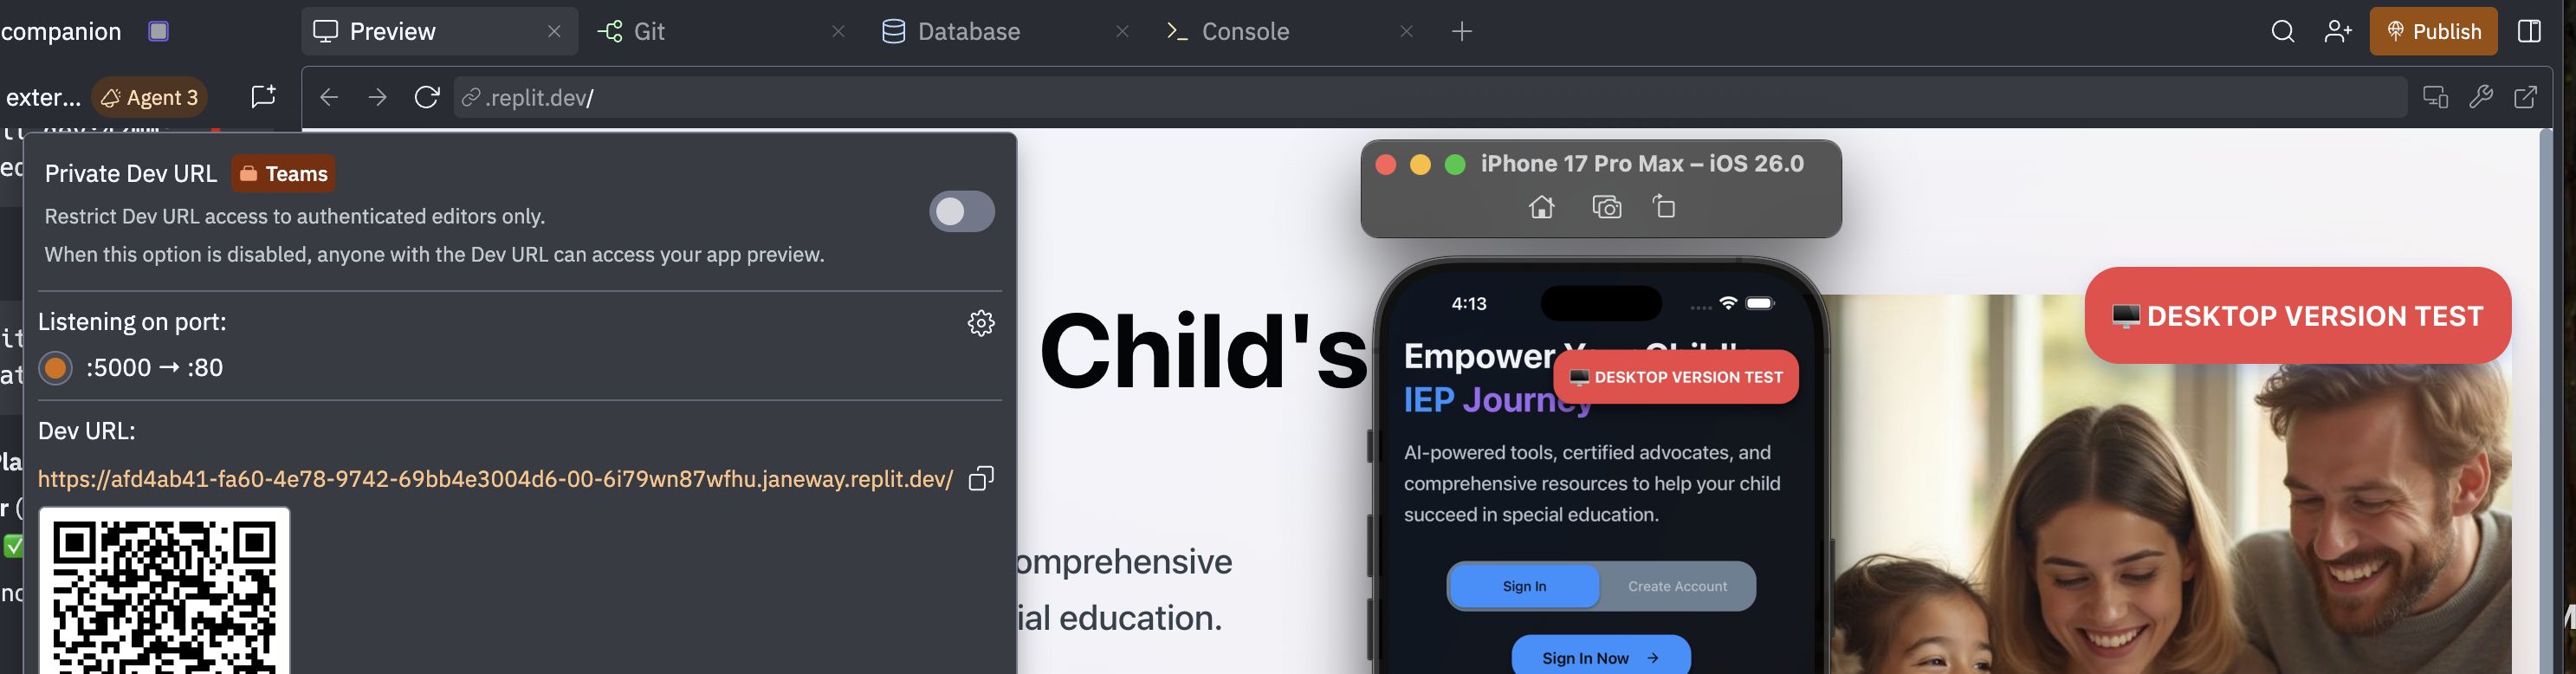 companion
Preview
Git
Database
Console
Publish
exter...
Agent 3
.replit.dev/
Private Dev URL
Teams
Restrict Dev URL access to authenticated editors only.
When this option is disabled, anyone with the Dev URL can access your app preview.
Listening on port:
:5000 → :80
Dev URL:
https://afd4ab41-fa60-4e78-9742-69bb4e3004d6-00-6i79wn87wfhu.janeway.replit.dev/
Child's
omprehensive
ial education.
iPhone 17 Pro Max – iOS 26.0
4:13
Empower Your Child's
IEP Journey
DESKTOP VERSION TEST
AI-powered tools, certified advocates, and
comprehensive resources to help your child
succeed in special education.
Sign In
Create Account
Sign In Now →
DESKTOP VERSION TEST